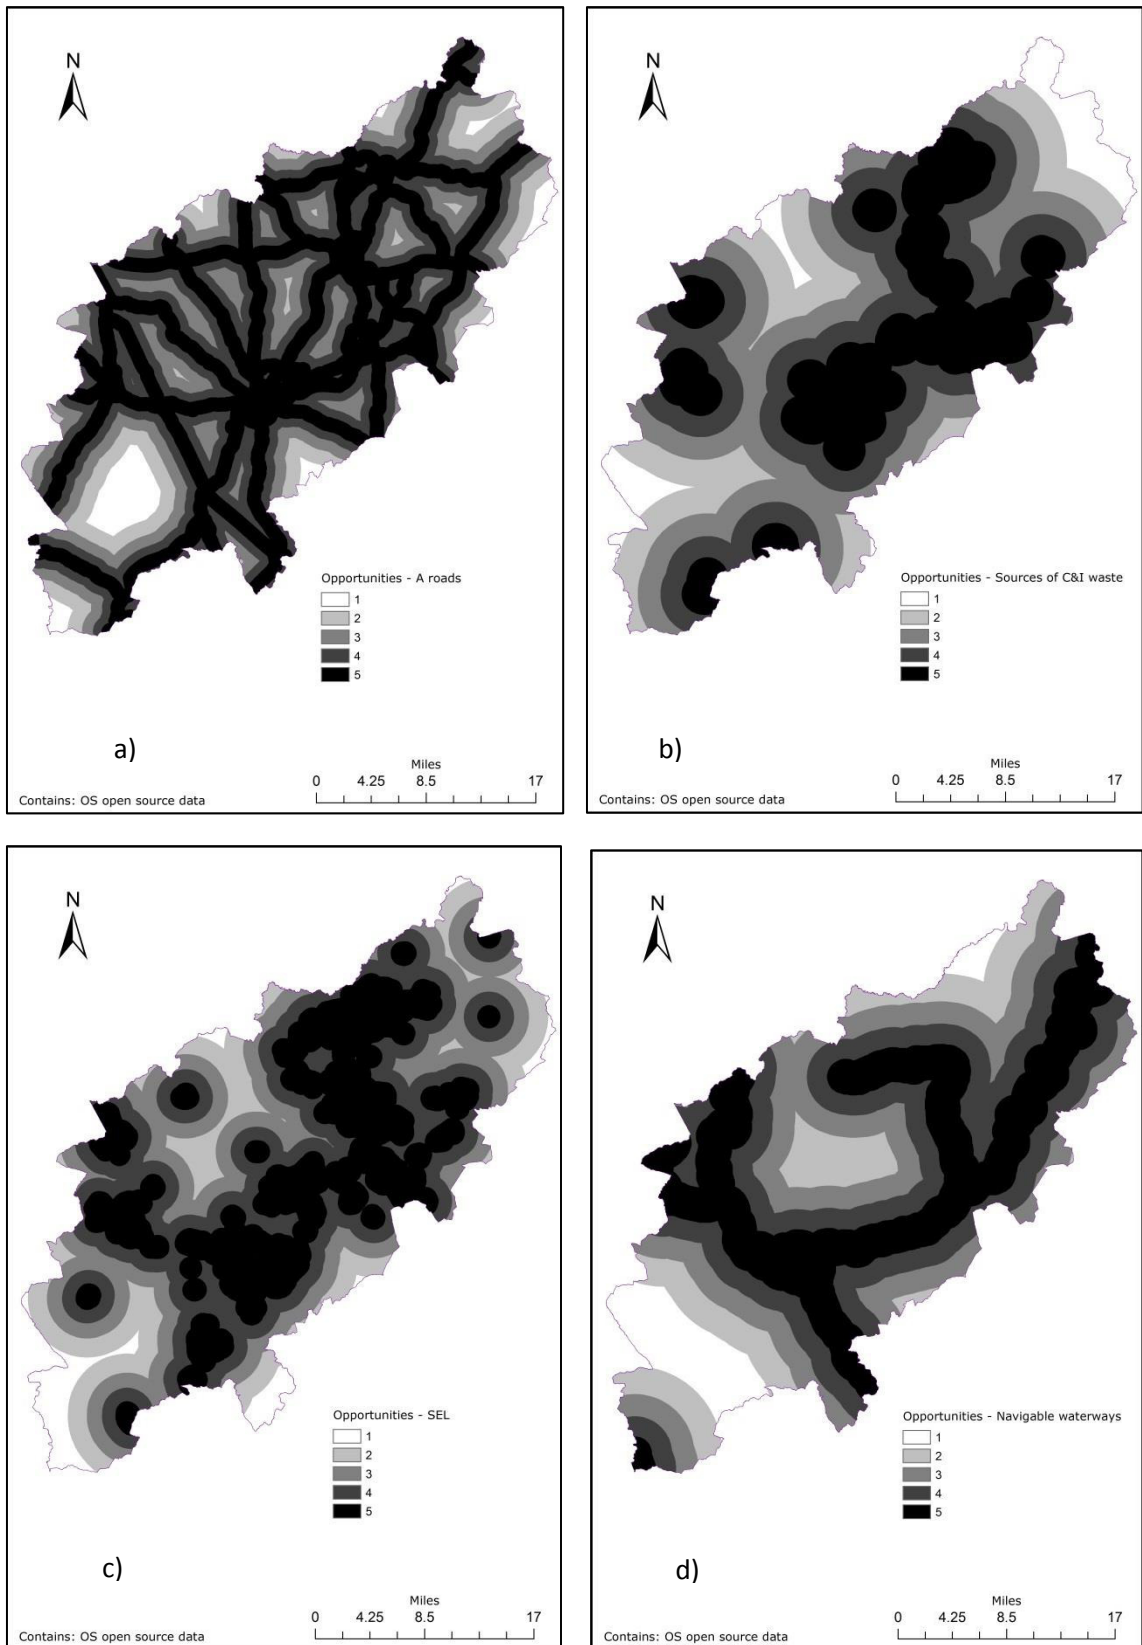 N
Opportunities - A roads
1
2
3
4
5
a)
Miles
0 4.25 8.5 17
Contains: OS open source data
N
Opportunities - Sources of C&I waste
1
2
3
4
5
b)
Miles
0 4.25 8.5 17
Contains: OS open source data
N
Opportunities - SEL
1
2
3
4
5
c)
Miles
0 4.25 8.5 17
Contains: OS open source data
N
Opportunities - Navigable waterways
1
2
3
4
5
d)
Miles
0 4.25 8.5 17
Contains: OS open source data